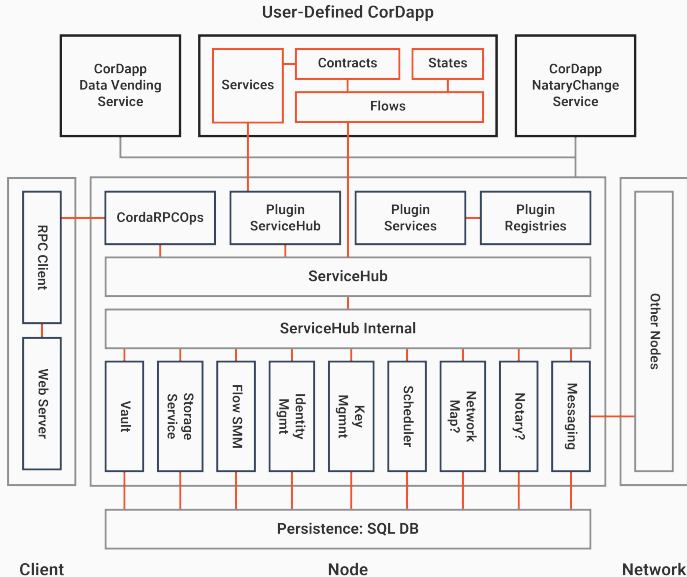 User-Defined CorDapp
CorDapp
Data Vending
Service
Services
Contracts
States
Flows
CorDapp
NataryChange
Service
RPC Client
Web Server
CordaRPCOps
Plugin
ServiceHub
Plugin
Services
Plugin
Registries
ServiceHub
ServiceHub Internal
Vault
Storage
Service
Flow SMM
Identity
Mgmt
Key
Mgmnt
Scheduler
Network
Map?
Notary?
Messaging
Other Nodes
Persistence: SQL DB
Client
Node
Network